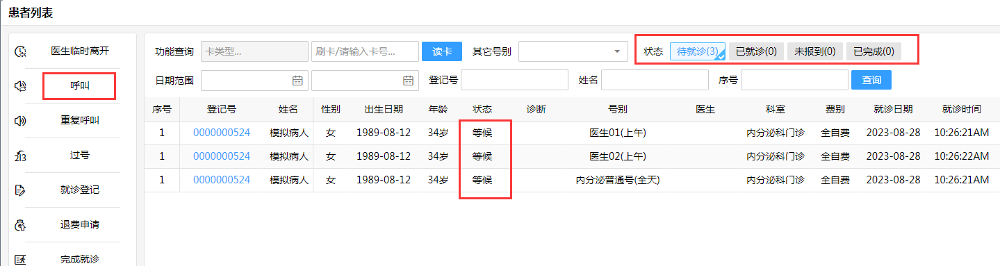 患者列表
医生临时离开
呼叫
重复呼叫
过号
就诊登记
退费申请
完成就诊
功能查询 卡类型... 刷卡/请输入卡号... 读卡 其它号别 状态 待就诊(3) 已就诊(0) 未报到(0) 已完成(0)
日期范围 登记号 姓名 序号 查询
序号 登记号 姓名 性别 出生日期 年龄 状态 诊断 号别 医生 科室 费别 就诊日期 就诊时间
1 0000000524 模拟病人 女 1989-08-12 34岁 等候 医生01(上午) 内分泌科门诊 全自费 2023-08-28 10:26:21AM
1 0000000524 模拟病人 女 1989-08-12 34岁 等候 医生02(上午) 内分泌科门诊 全自费 2023-08-28 10:26:22AM
1 0000000524 模拟病人 女 1989-08-12 34岁 等候 内分泌普通号(全天) 内分泌科门诊 全自费 2023-08-28 10:26:21AM